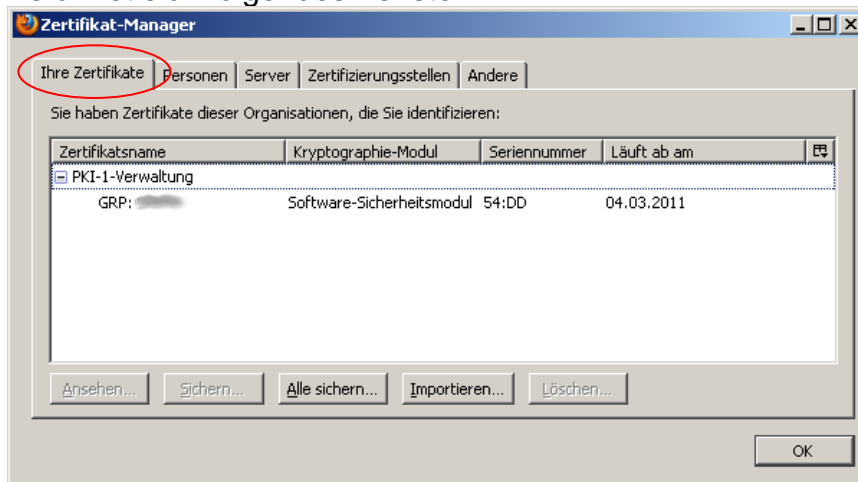 Zertifikat-Manager
Ihre Zertifikate Personen Server Zertifizierungsstellen Andere
Sie haben Zertifikate dieser Organisationen, die Sie identifizieren:
Zertifikatsname Kryptographie-Modul Seriennummer Läuft ab am
PKI-1-Verwaltung
GRP: Software-Sicherheitsmodul 54:DD 04.03.2011
Ansehen... Sichern... Alle sichern... Importieren... Löschen...
OK